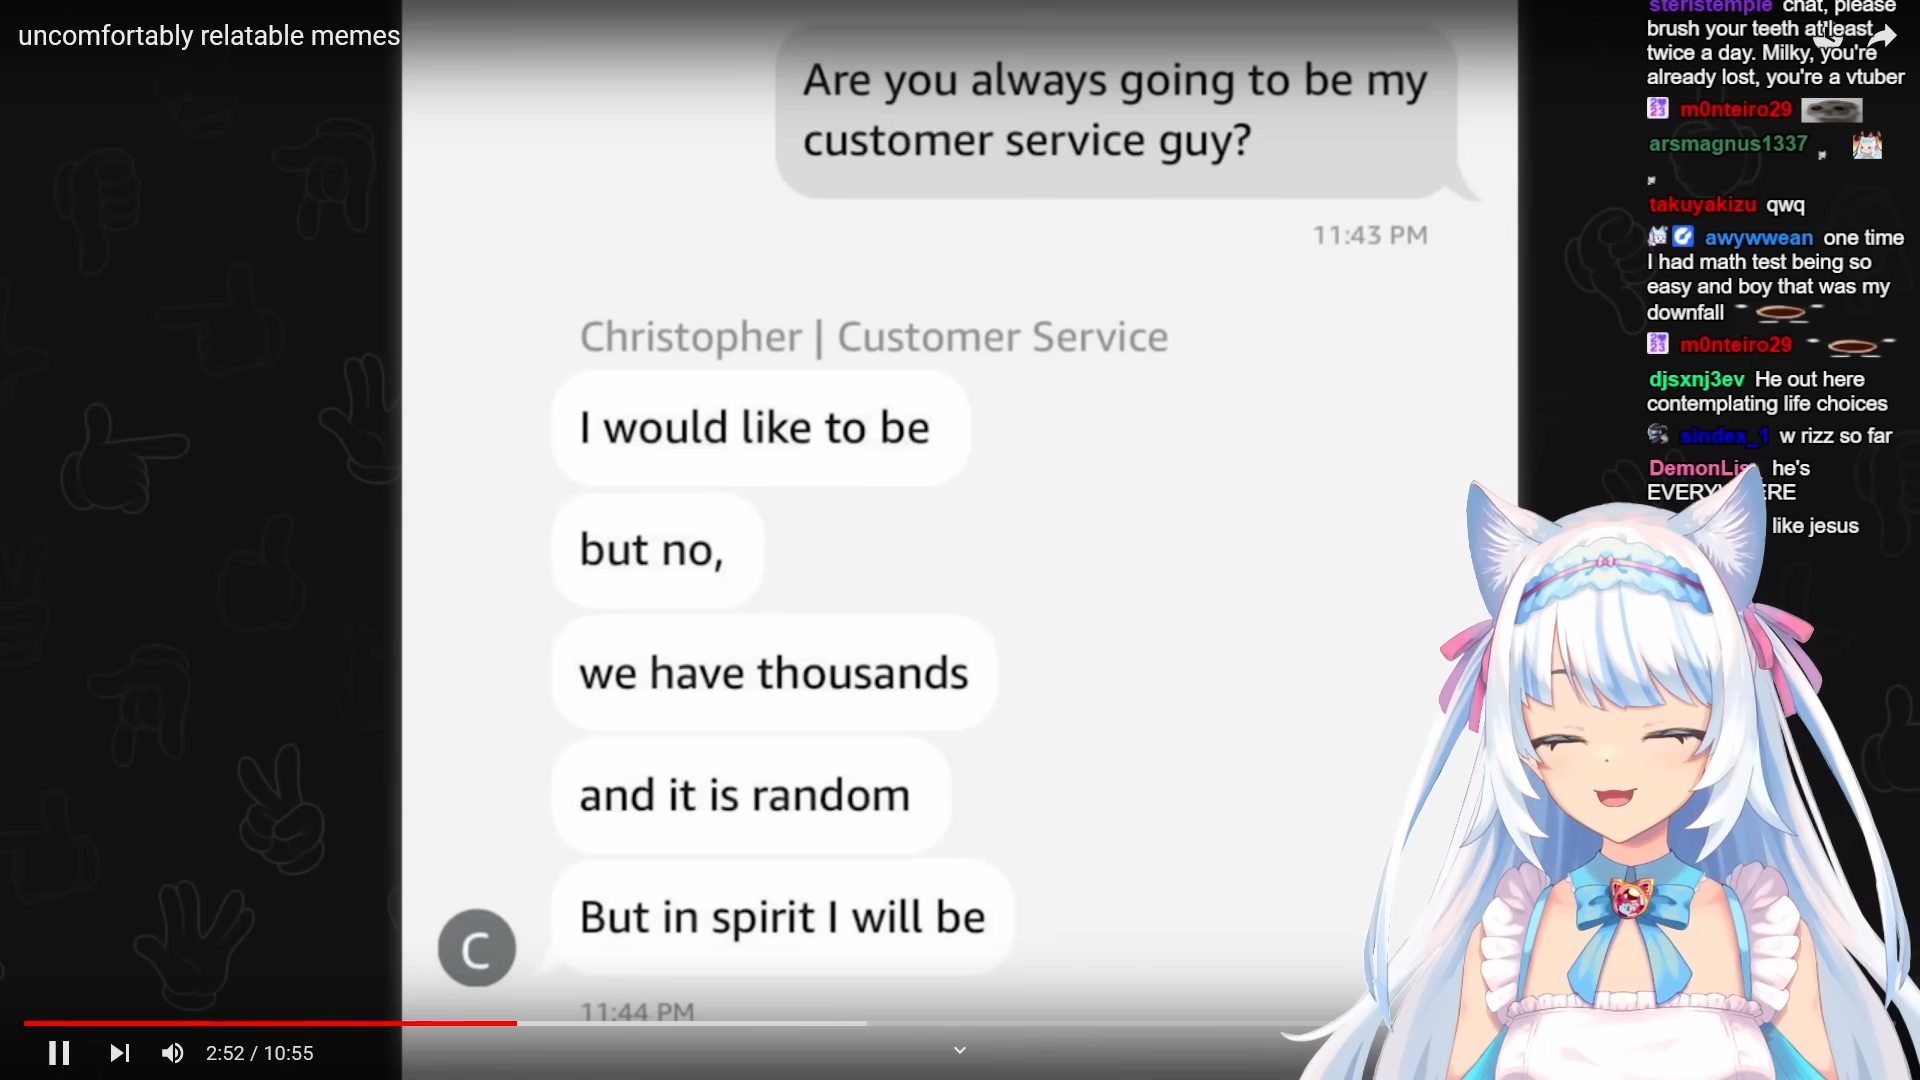 uncomfortably relatable memes
Are you always going to be my
customer service guy?
11:43 PM
Christopher | Customer Service
I would like to be
but no,
we have thousands
and it is random
But in spirit I will be
C
11:44 PM
2:52 / 10:55
steristemple chat, please
brush your teeth at least
twice a day. Milky, you're
already lost, you're a vtuber
m0nteiro29
arsmagnus1337
takuyakizu qwq
awywwean one time
I had math test being so
easy and boy that was my
downfall
m0nteiro29
djsxnj3ev He out here
contemplating life choices
sindex_1 w rizz so far
he's
like jesus